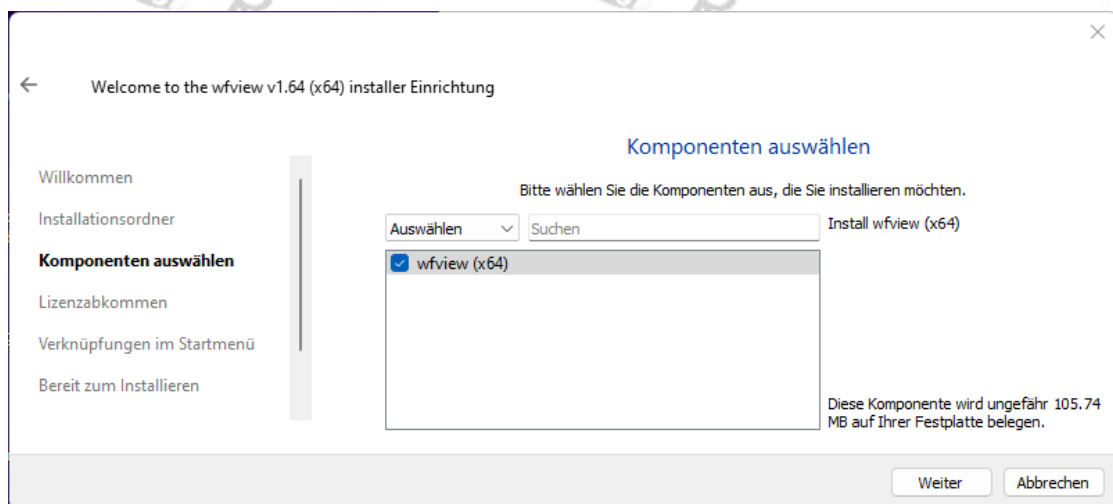 Welcome to the wfview v1.64 (x64) installer Einrichtung
Willkommen
Installationsordner
Komponenten auswählen
Lizenzabkommen
Verknüpfungen im Startmenü
Bereit zum Installieren
Komponenten auswählen
Bitte wählen Sie die Komponenten aus, die Sie installieren möchten.
Auswählen
Suchen
wfview (x64)
Install wfview (x64)
Diese Komponente wird ungefähr 105.74
MB auf Ihrer Festplatte belegen.
Weiter
Abbrechen